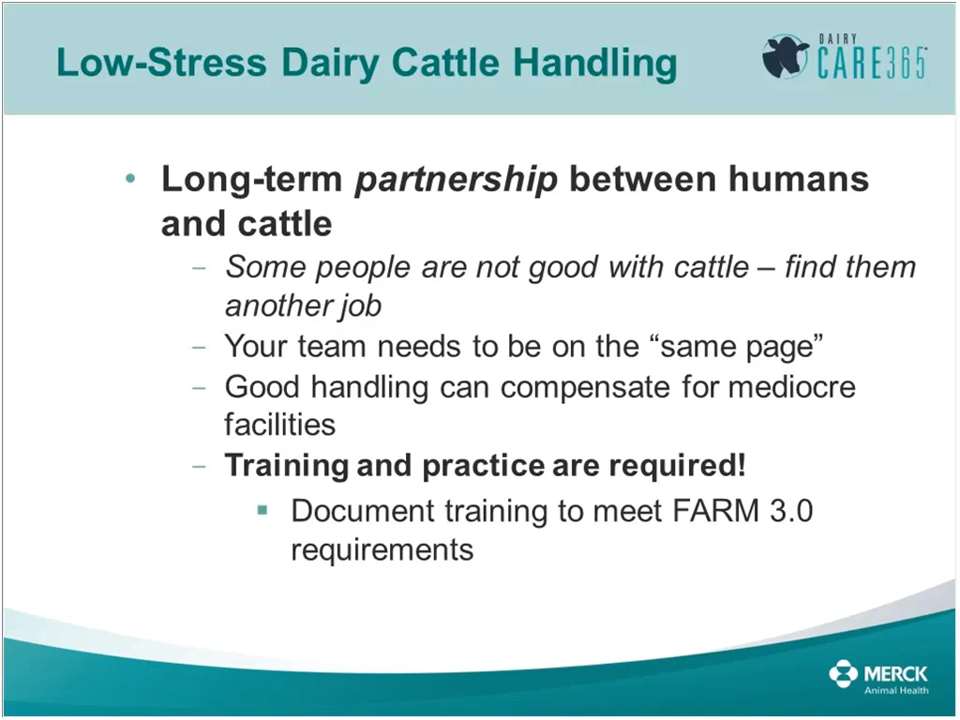 Low-Stress Dairy Cattle Handling
DAIRY
CARE365™
• Long-term partnership between humans
and cattle
– Some people are not good with cattle – find them
another job
– Your team needs to be on the “same page”
– Good handling can compensate for mediocre
facilities
– Training and practice are required!
▪ Document training to meet FARM 3.0
requirements
MERCK
Animal Health